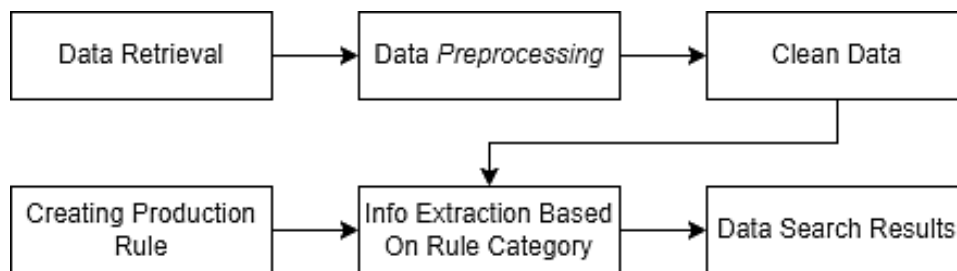 Data Retrieval
Data Preprocessing
Clean Data
Creating Production
Rule
Info Extraction Based
On Rule Category
Data Search Results